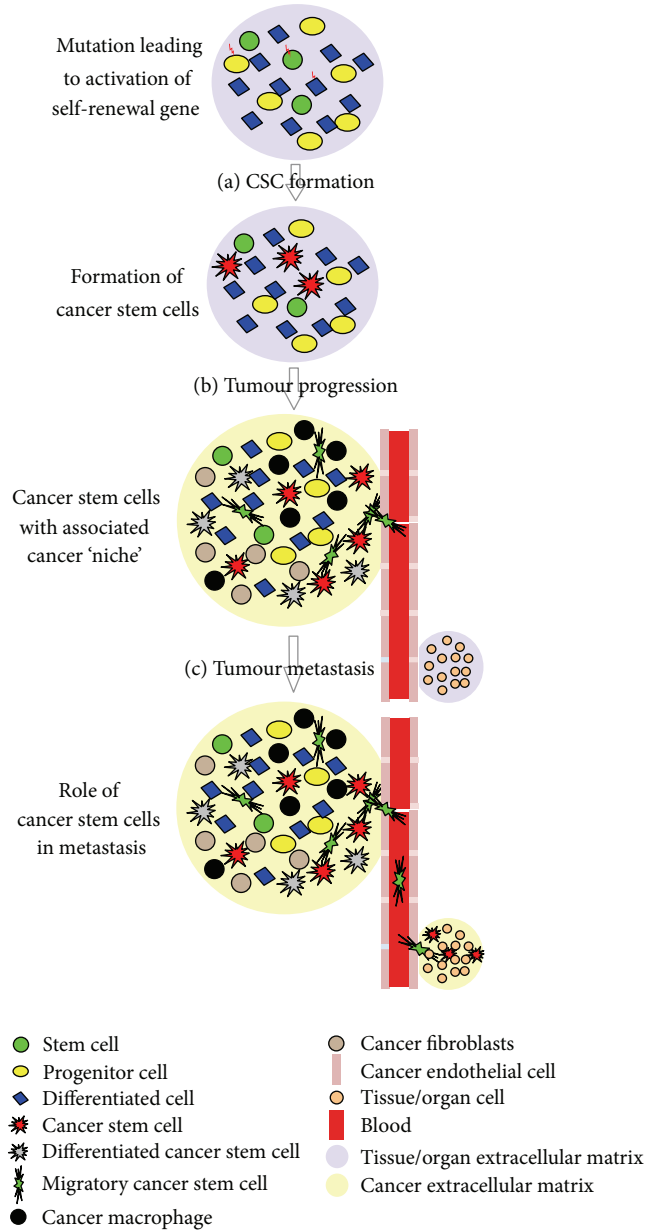 Mutation leading
to activation of
self-renewal gene
(a) CSC formation
Formation of
cancer stem cells
(b) Tumour progression
Cancer stem cells
with associated
cancer ‘niche’
(c) Tumour metastasis
Role of
cancer stem cells
in metastasis
Stem cell
Progenitor cell
Differentiated cell
Cancer stem cell
Differentiated cancer stem cell
Migratory cancer stem cell
Cancer macrophage
Cancer fibroblasts
Cancer endothelial cell
Tissue/organ cell
Blood
Tissue/organ extracellular matrix
Cancer extracellular matrix